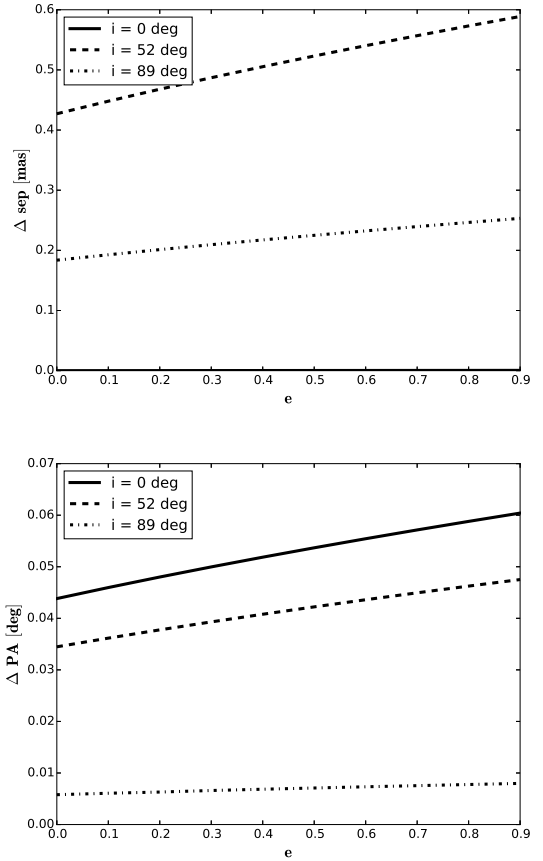 0.6
i = 0 deg
i = 52 deg
i = 89 deg
0.5
0.4
0.3
0.2
0.1
0.0
Δ sep [mas]
0.0 0.1 0.2 0.3 0.4 0.5 0.6 0.7 0.8 0.9
e
0.07
i = 0 deg
i = 52 deg
i = 89 deg
0.06
0.05
0.04
0.03
0.02
0.01
0.00
Δ PA [deg]
0.0 0.1 0.2 0.3 0.4 0.5 0.6 0.7 0.8 0.9
e